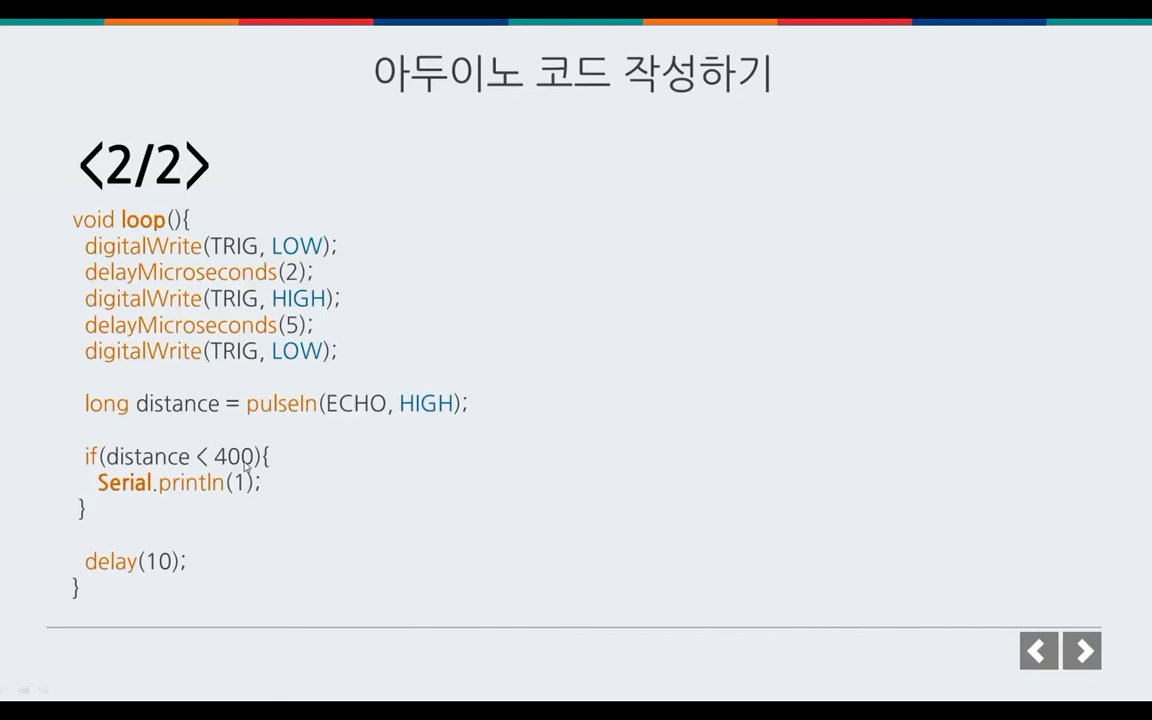 아두이노 코드 작성하기
<2/2>
void loop(){
digitalWrite(TRIG, LOW);
delayMicroseconds(2);
digitalWrite(TRIG, HIGH);
delayMicroseconds(5);
digitalWrite(TRIG, LOW);
long distance = pulseIn(ECHO, HIGH);
if(distance < 400){
Serial.println(1);
}
delay(10);
}